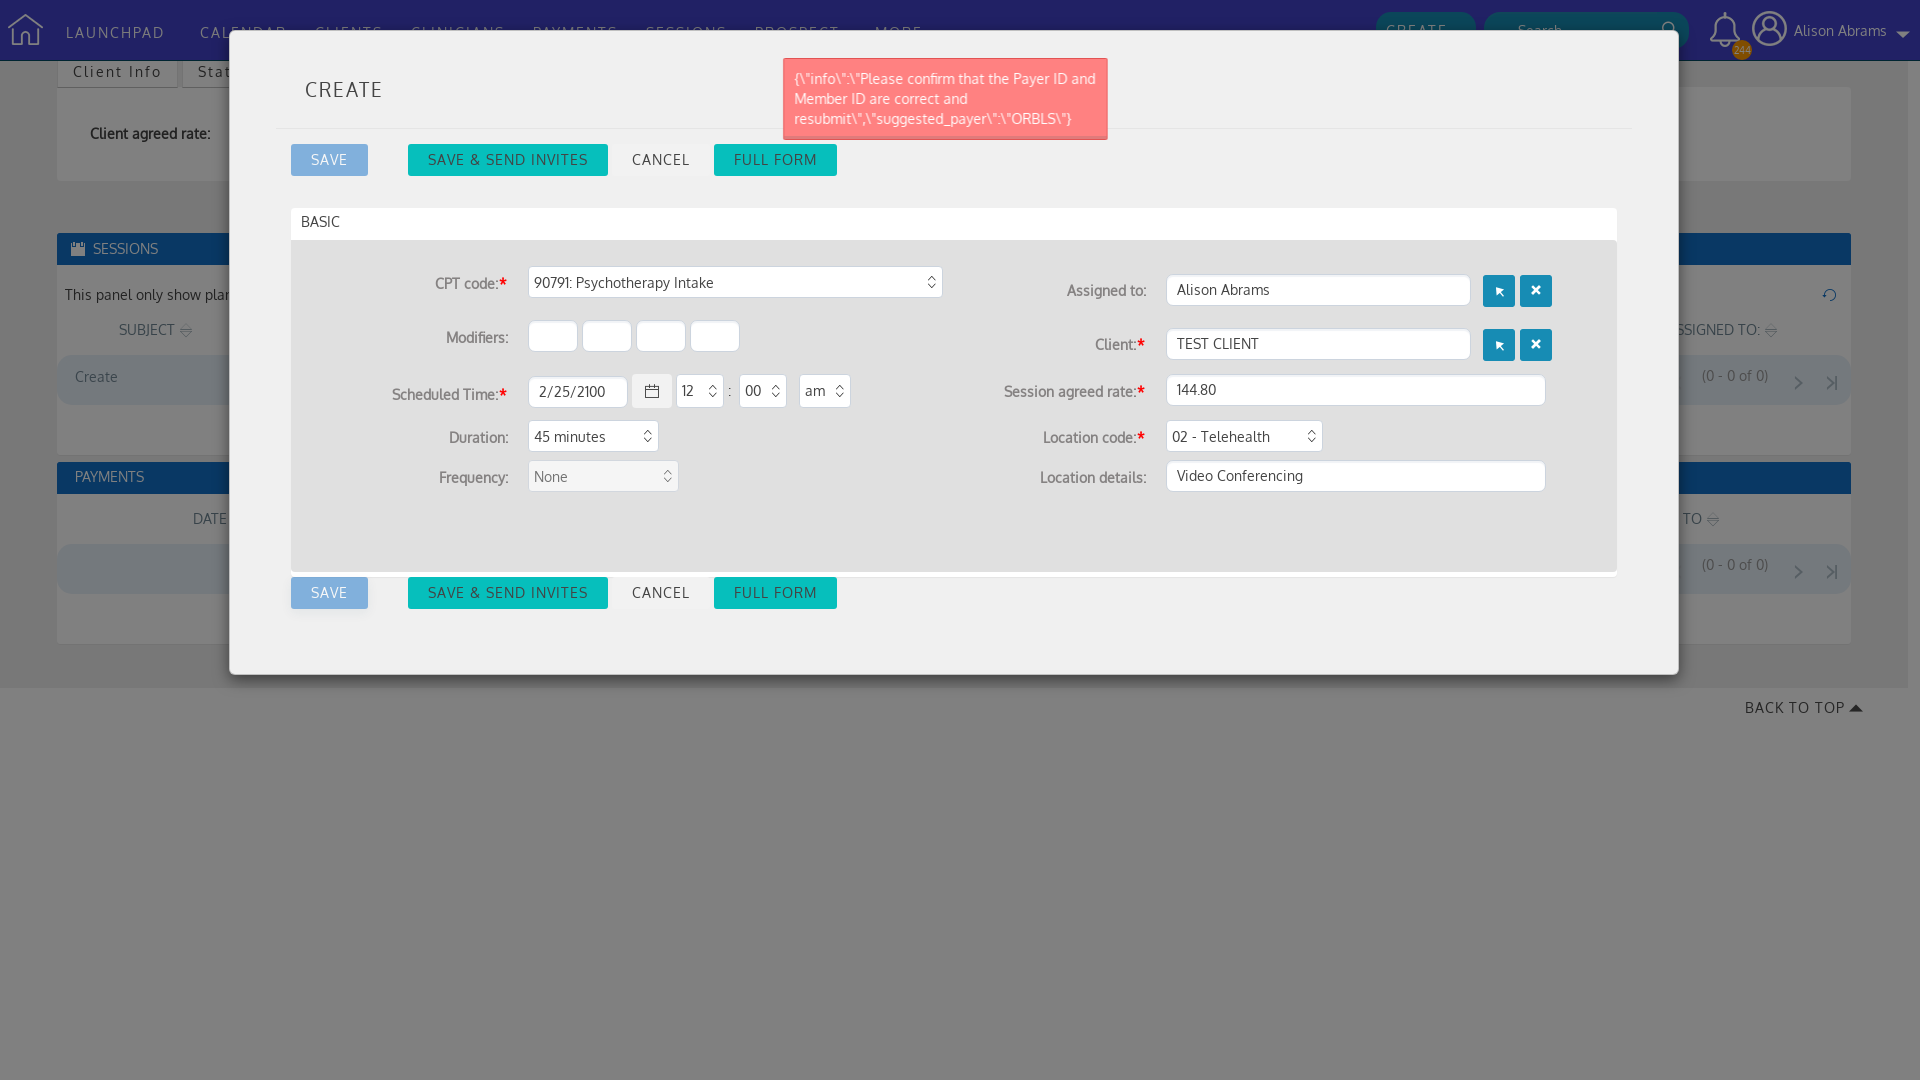 LAUNCHPAD CALENDAR CLIENTS CLINICIANS PAYMENTS SESSIONS PROSPECT MORE CREATE Search 244 Alison Abrams
Client Info
Stat
Client agreed rate:
CREATE
{\"info\":\"Please confirm that the Payer ID and
Member ID are correct and
resubmit\",\"suggested_payer\":\"ORBLS\"}
SAVE SAVE & SEND INVITES CANCEL FULL FORM
BASIC
CPT code:* 90791: Psychotherapy Intake
Assigned to: Alison Abrams
Modifiers:
Client:* TEST CLIENT
Scheduled Time:* 2/25/2100 12 : 00 am
Session agreed rate:* 144.80
Duration: 45 minutes
Location code:* 02 - Telehealth
Frequency: None
Location details: Video Conferencing
SAVE SAVE & SEND INVITES CANCEL FULL FORM
SESSIONS
This panel only show plan
SUBJECT
SSIGNED TO:
Create
(0 - 0 of 0)
PAYMENTS
DATE
TO
(0 - 0 of 0)
BACK TO TOP